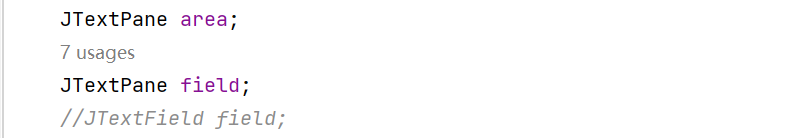 JTextPane area;
7 usages
JTextPane field;
//JTextField field;